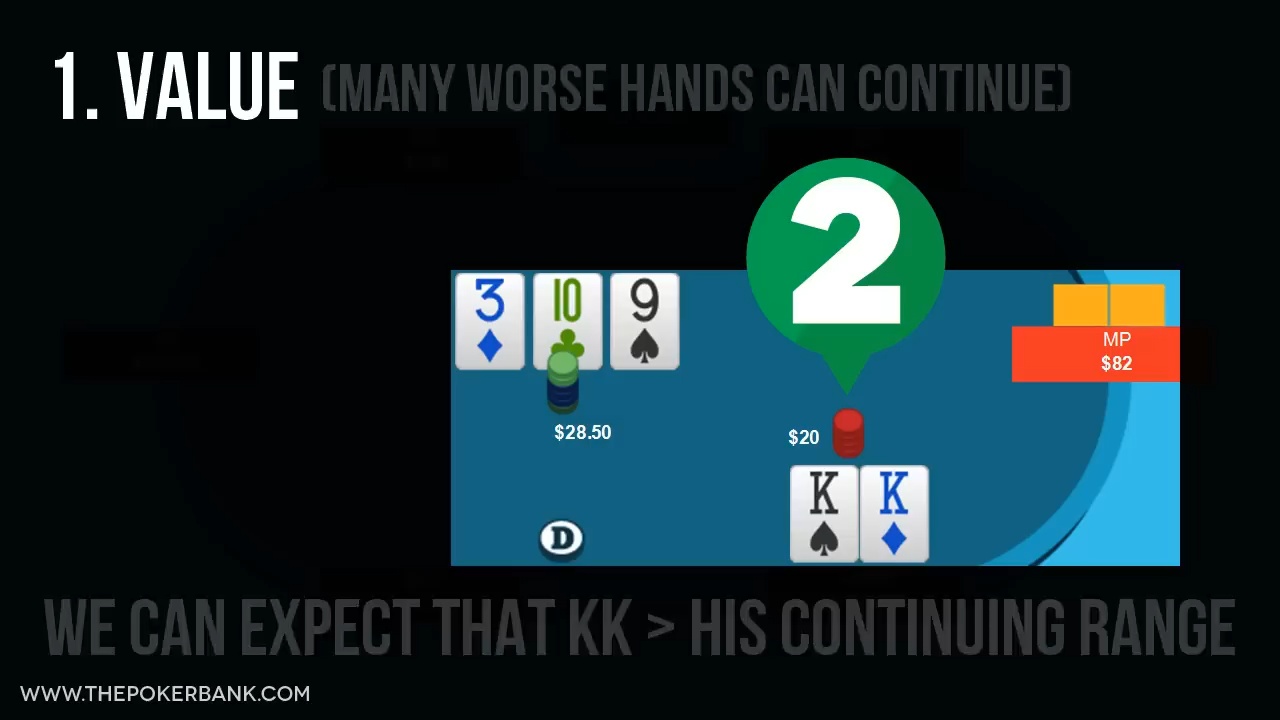 1. VALUE (MANY WORSE HANDS CAN CONTINUE)
2
3 10 9
MP
$82
$28.50
$20
K K
D
WE CAN EXPECT THAT KK > HIS CONTINUING RANGE
WWW.THEPOKERBANK.COM